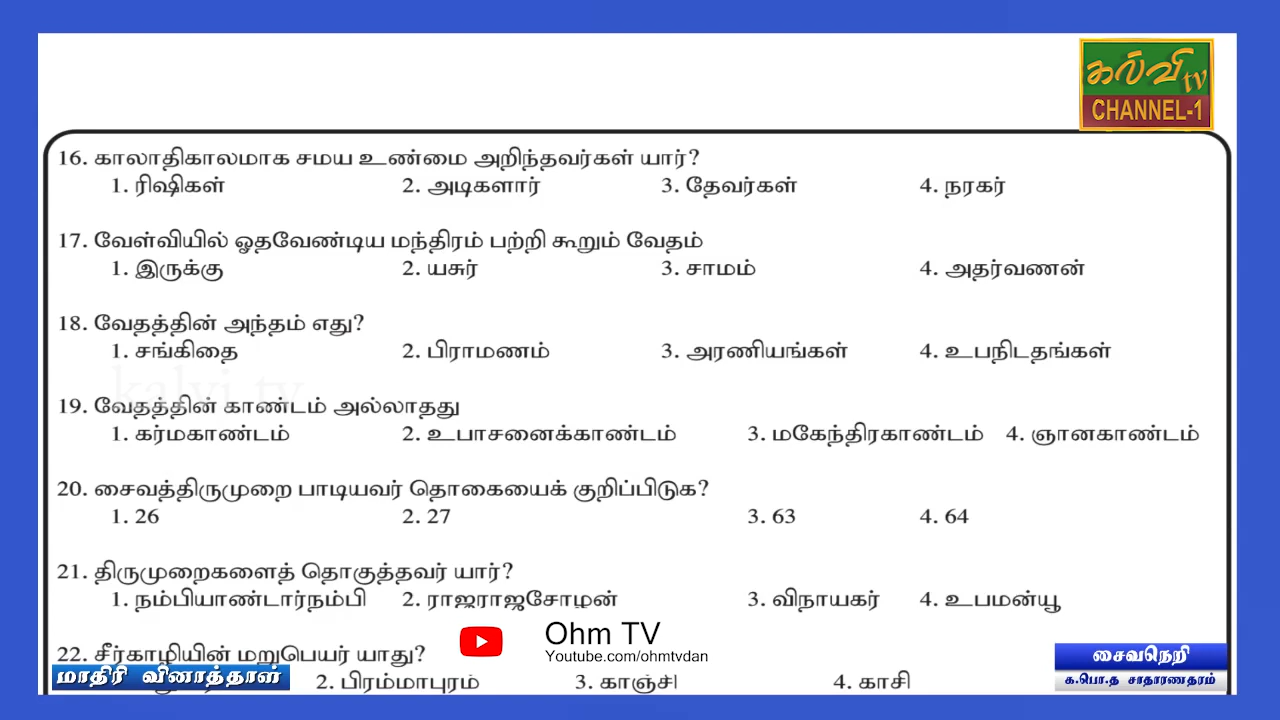 கல்வி tv
CHANNEL-1
16. காலாதிகாலமாக சமய உண்மை அறிந்தவர்கள் யார்?
1. ரிஷிகள் 2. அடிகளார் 3. தேவர்கள் 4. நரகர்
17. வேள்வியில் ஓதவேண்டிய மந்திரம் பற்றி கூறும் வேதம்
1. இருக்கு 2. யசுர் 3. சாமம் 4. அதர்வணன்
18. வேதத்தின் அந்தம் எது?
1. சங்கிதை 2. பிராமணம் 3. அரணியங்கள் 4. உபநிடதங்கள்
kalvi tv
19. வேதத்தின் காண்டம் அல்லாதது
1. கர்மகாண்டம் 2. உபாசனைக்காண்டம் 3. மகேந்திரகாண்டம் 4. ஞானகாண்டம்
20. சைவத்திருமுறை பாடியவர் தொகையைக் குறிப்பிடுக?
1. 26 2. 27 3. 63 4. 64
21. திருமுறைகளைத் தொகுத்தவர் யார்?
1. நம்பியாண்டார்நம்பி 2. ராஜராஜசோழன் 3. விநாயகர் 4. உபமன்யூ
22. சீர்காழியின் மறுபெயர் யாது?
2. பிரம்மாபுரம் 3. காஞ்சி 4. காசி
Ohm TV
Youtube.com/ohmtvdan
மாதிரி வினாத்தாள்
சைவநெறி
க.பொ.த சாதாரணதரம்